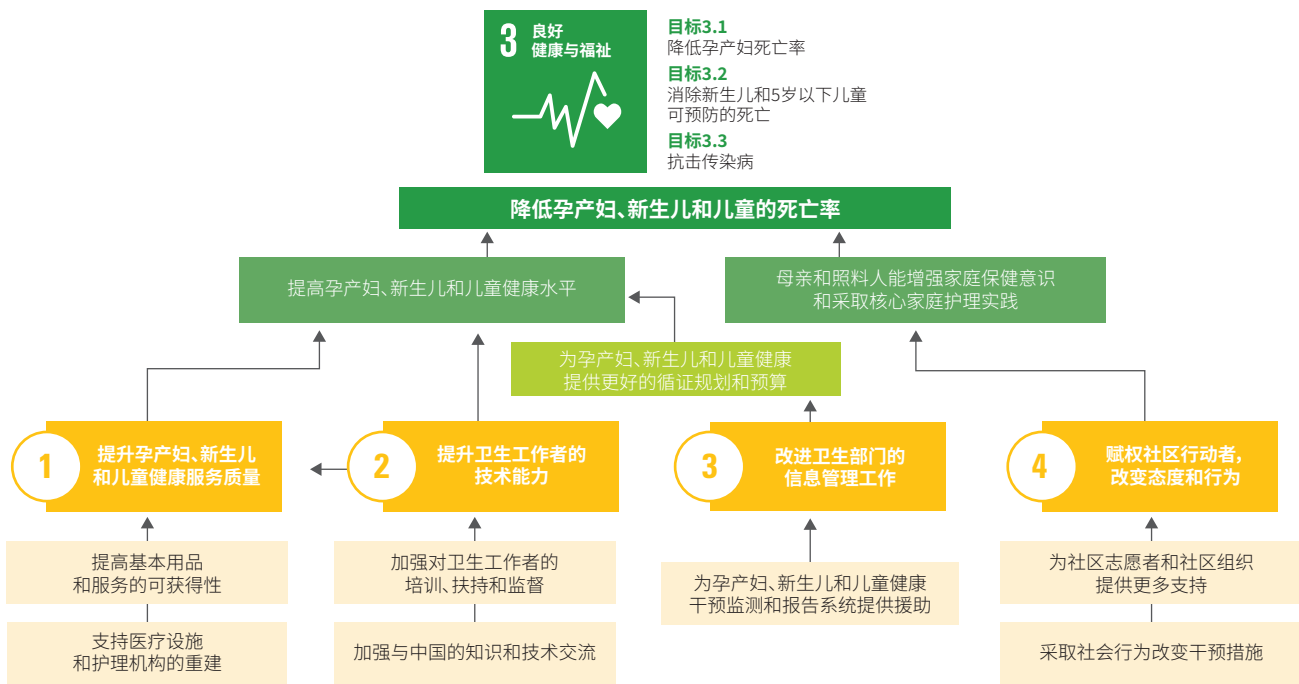 3
良好
健康与福祉
目标3.1
降低孕产妇死亡率
目标3.2
消除新生儿和5岁以下儿童
可预防的死亡
目标3.3
抗击传染病
降低孕产妇、新生儿和儿童的死亡率
提高孕产妇、新生儿和儿童健康水平
母亲和照料人能增强家庭保健意识
和采取核心家庭护理实践
为孕产妇、新生儿和儿童健康
提供更好的循证规划和预算
1
提升孕产妇、新生儿
和儿童健康服务质量
2
提升卫生工作者的
技术能力
3
改进卫生部门的
信息管理工作
4
赋权社区行动者,
改变态度和行为
提高基本用品
和服务的可获得性
加强对卫生工作者的
培训、扶持和监督
为孕产妇、新生儿和儿童健康
干预监测和报告系统提供援助
为社区志愿者和社区组织
提供更多支持
支持医疗设施
和护理机构的重建
加强与中国的知识和技术交流
采取社会行为改变干预措施